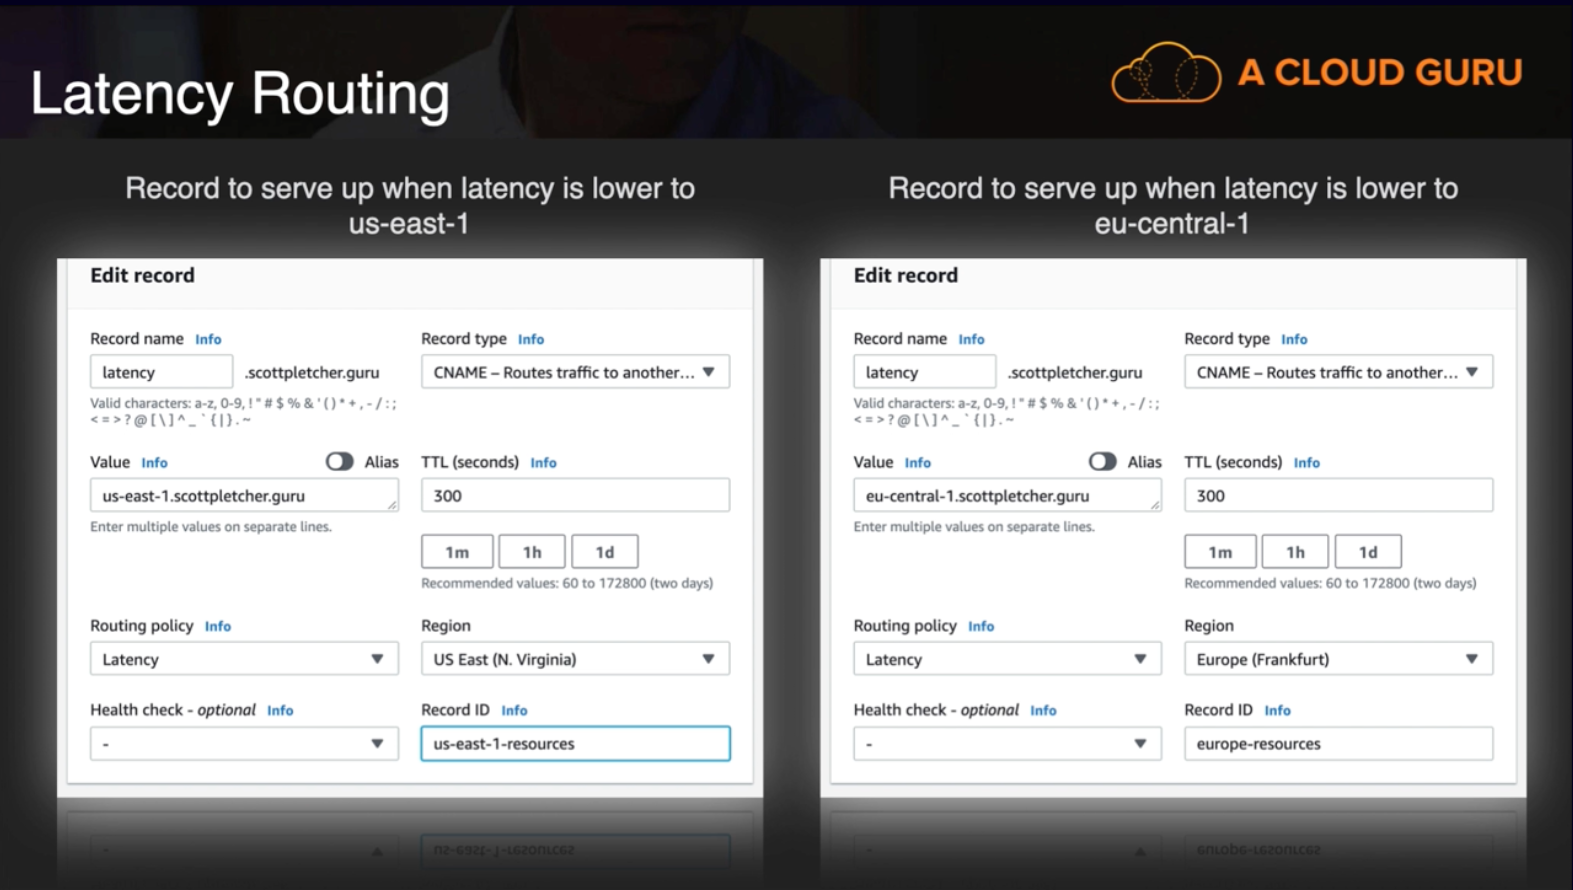 Latency Routing
A CLOUD GURU
Record to serve up when latency is lower to
us-east-1
Edit record
Record name Info
Record type Info
latency .scottpletcher.guru
CNAME – Routes traffic to another...
Valid characters: a-z, 0-9, ! " # $ % & ' ( ) * + , - / : ;
< = > ? @ [ \ ] ^ _ ` { | } . ~
Value Info
Alias
TTL (seconds) Info
us-east-1.scottpletcher.guru
300
Enter multiple values on separate lines.
1m 1h 1d
Recommended values: 60 to 172800 (two days)
Routing policy Info
Region
Latency
US East (N. Virginia)
Health check - optional Info
Record ID Info
-
us-east-1-resources
Record to serve up when latency is lower to
eu-central-1
Edit record
Record name Info
Record type Info
latency .scottpletcher.guru
CNAME – Routes traffic to another...
Valid characters: a-z, 0-9, ! " # $ % & ' ( ) * + , - / : ;
< = > ? @ [ \ ] ^ _ ` { | } . ~
Value Info
Alias
TTL (seconds) Info
eu-central-1.scottpletcher.guru
300
Enter multiple values on separate lines.
1m 1h 1d
Recommended values: 60 to 172800 (two days)
Routing policy Info
Region
Latency
Europe (Frankfurt)
Health check - optional Info
Record ID Info
-
europe-resources